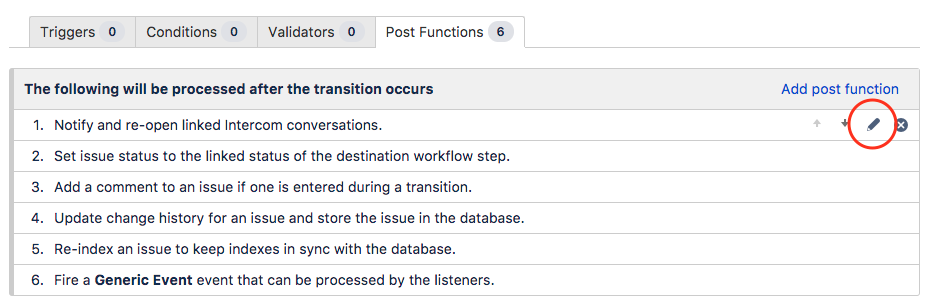 Triggers 0 Conditions 0 Validators 0 Post Functions 6
The following will be processed after the transition occurs Add post function
1. Notify and re-open linked Intercom conversations.
2. Set issue status to the linked status of the destination workflow step.
3. Add a comment to an issue if one is entered during a transition.
4. Update change history for an issue and store the issue in the database.
5. Re-index an issue to keep indexes in sync with the database.
6. Fire a Generic Event event that can be processed by the listeners.